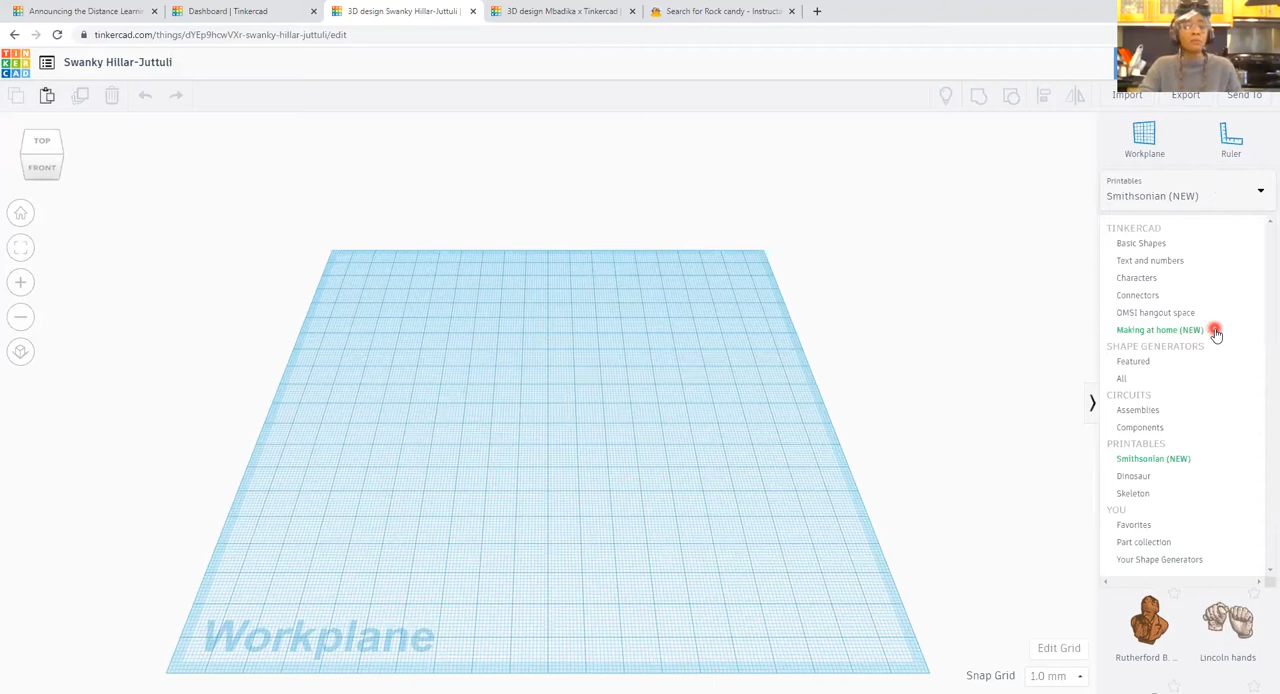 Announcing the Distance Learni
Dashboard | Tinkercad
3D design Swanky Hillar-Juttuli |
3D design Mbadika x Tinkercad |
Search for Rock candy - Instructa
tinkercad.com/things/dYEp9hcwVXr-swanky-hillar-juttuli/edit
TIN
KER
CAD
Swanky Hillar-Juttuli
Import
Export
Send To
TOP
FRONT
Workplane
Ruler
Printables
Smithsonian (NEW)
TINKERCAD
Basic Shapes
Text and numbers
Characters
Connectors
OMSI hangout space
Making at home (NEW)
SHAPE GENERATORS
Featured
All
CIRCUITS
Assemblies
Components
PRINTABLES
Smithsonian (NEW)
Dinosaur
Skeleton
YOU
Favorites
Part collection
Your Shape Generators
Rutherford B. ...
Lincoln hands
Workplane
Edit Grid
Snap Grid
1.0 mm